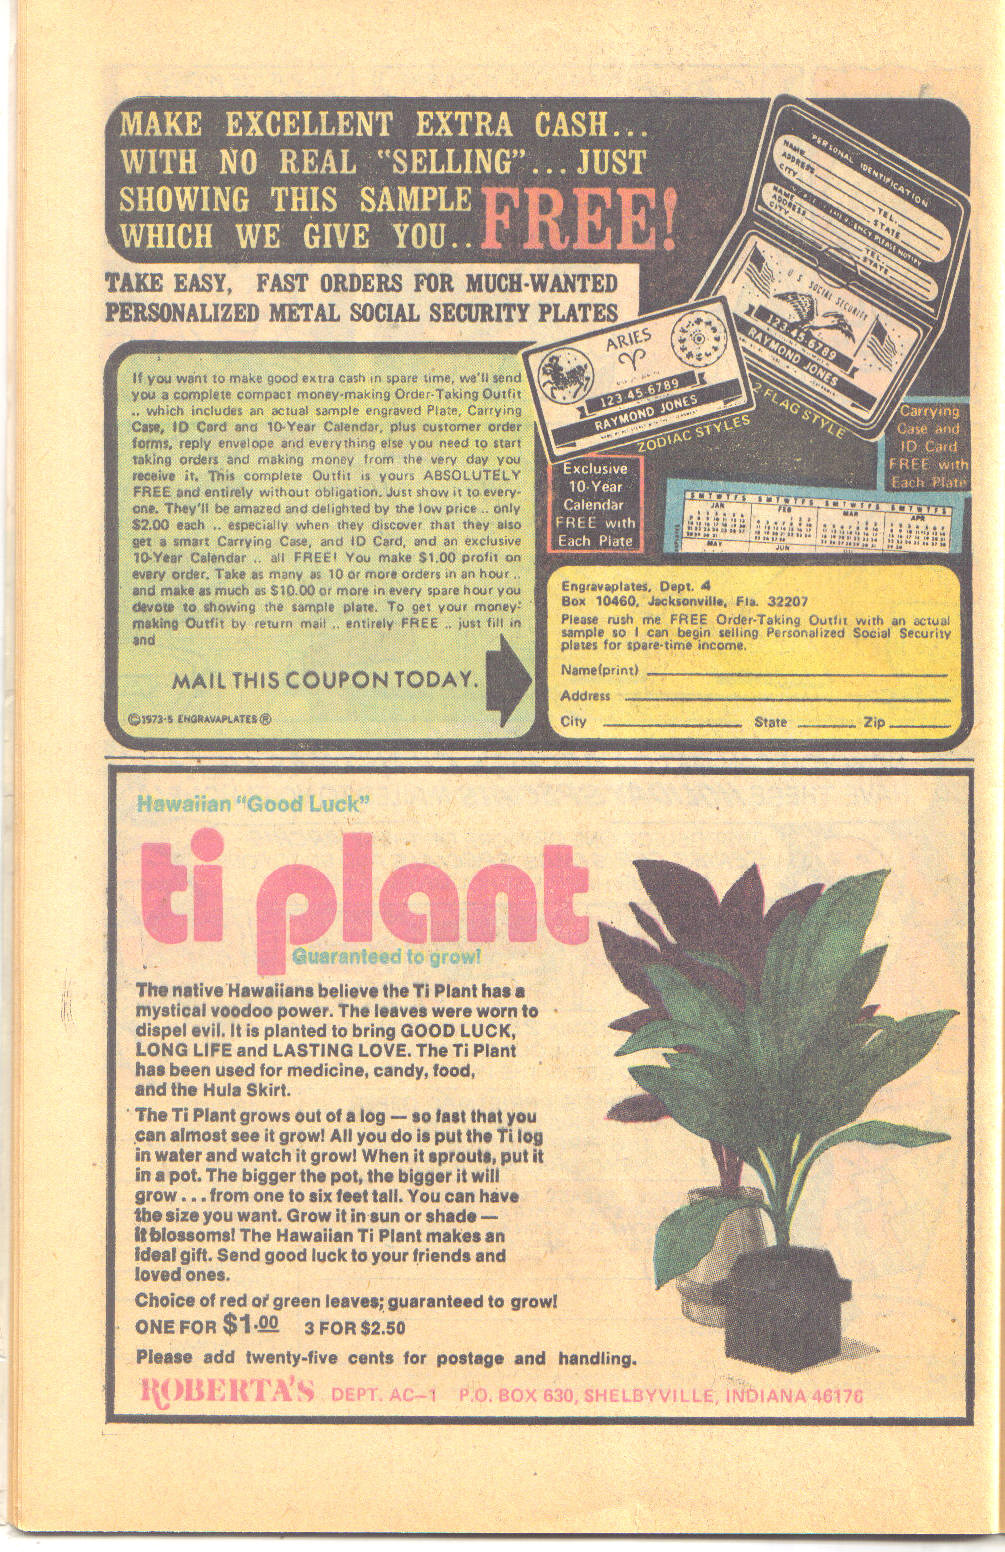 MAKE EXCELLENT EXTRA CASH...
WITH NO REAL "SELLING"...JUST
SHOWING THIS SAMPLE
WHICH WE GIVE YOU.. FREE!
TAKE EASY, FAST ORDERS FOR MUCH-WANTED
PERSONALIZED METAL SOCIAL SECURITY PLATES
PERSONAL IDENTIFICATION
NAME
ADDRESS
CITY
TEL.
STATE
NAME
ADDRESS
CITY
TEL.
STATE
U.S. SOCIAL SECURITY
123-45-6789
RAYMOND JONES
2 FLAG STYLE
ARIES
123-45-6789
RAYMOND JONES
ZODIAC STYLES
Carrying
Case and
ID Card
FREE with
Each Plate
Exclusive
10-Year
Calendar
FREE with
Each Plate
SMTWTFS SMTWTFS SMTWTFS SMTWTFS
JAN FEB MAR APR
MAY JUN
If you want to make good extra cash in spare time, we'll send
you a complete compact money-making Order-Taking Outfit
.. which includes an actual sample engraved Plate, Carrying
Case, ID Card and 10-Year Calendar, plus customer order
forms, reply envelope and everything else you need to start
taking orders and making money from the very day you
receive it. This complete Outfit is yours ABSOLUTELY
FREE and entirely without obligation. Just show it to every-
one. They'll be amazed and delighted by the low price .. only
$2.00 each .. especially when they discover that they also
get a smart Carrying Case, and ID Card, and an exclusive
10-Year Calendar .. all FREE! You make $1.00 profit on
every order. Take as many as 10 or more orders in an hour ..
and make as much as $10.00 or more in every spare hour you
devote to showing the sample plate. To get your money-
making Outfit by return mail .. entirely FREE .. just fill in
and
MAIL THIS COUPON TODAY.
©1973-5 ENGRAVAPLATES®
Engravaplates, Dept. 4
Box 10460, Jacksonville, Fla. 32207
Please rush me FREE Order-Taking Outfit with an actual
sample so I can begin selling Personalized Social Security
plates for spare-time income.
Name(print)
Address
City State Zip
Hawaiian "Good Luck"
ti plant
Guaranteed to grow!
The native Hawaiians believe the Ti Plant has a
mystical voodoo power. The leaves were worn to
dispel evil. It is planted to bring GOOD LUCK,
LONG LIFE and LASTING LOVE. The Ti Plant
has been used for medicine, candy, food,
and the Hula Skirt.
The Ti Plant grows out of a log — so fast that you
can almost see it grow! All you do is put the Ti log
in water and watch it grow! When it sprouts, put it
in a pot. The bigger the pot, the bigger it will
grow...from one to six feet tall. You can have
the size you want. Grow it in sun or shade —
it blossoms! The Hawaiian Ti Plant makes an
ideal gift. Send good luck to your friends and
loved ones.
Choice of red or green leaves; guaranteed to grow!
ONE FOR $1.00 3 FOR $2.50
Please add twenty-five cents for postage and handling.
ROBERTA'S DEPT. AC-1 P.O. BOX 630, SHELBYVILLE, INDIANA 46176